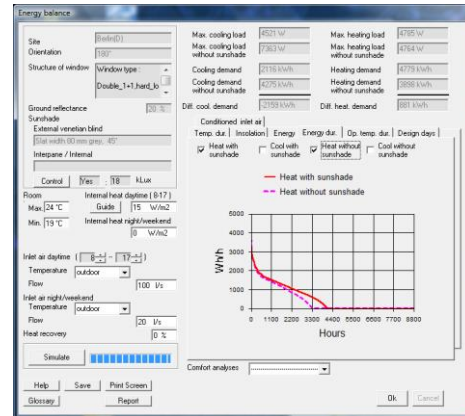 Energy balance
Site
Berlin(D)
Orientation
180°
Structure of window
Window type :
Double_1+1,hard_lo
Ground reflectance
20 %
Sunshade
External venetian blind
Slat width 80 mm grey, 45°
Interpane / Internal
Control
Yes
: 18 kLux
Room
Internal heat daytime ( 8-17 )
Max. 24 °C
Guide
15 W/m2
Min. 19 °C
Internal heat night/weekend
0 W/m2
Inlet air daytime ( 8 - 17 )
Temperature
outdoor
Flow
100 l/s
Inlet air night/weekend
Temperature
outdoor
Flow
20 l/s
Heat recovery
0 %
Simulate
Help
Save
Print Screen
Glossary
Report
Max. cooling load
4521 W
Max. heating load
4785 W
Max. cooling load without sunshade
7363 W
Max. heating load without sunshade
4764 W
Cooling demand
2116 kWh
Heating demand
4779 kWh
Cooling demand without sunshade
4275 kWh
Heating demand without sunshade
3898 kWh
Diff. cool. demand
-2159 kWh
Diff. heat. demand
881 kWh
Conditioned inlet air
Temp. dur.
Insolation
Energy
Energy dur.
Op. temp. dur.
Design days
Heat with sunshade
Cool with sunshade
Heat without sunshade
Cool without sunshade
Heat with sunshade
Heat without sunshade
5000
4000
3000
2000
1000
0
Wh/h
0 1100 2200 3300 4400 5500 6600 7700 8800
Hours
Comfort analyses
Ok
Cancel